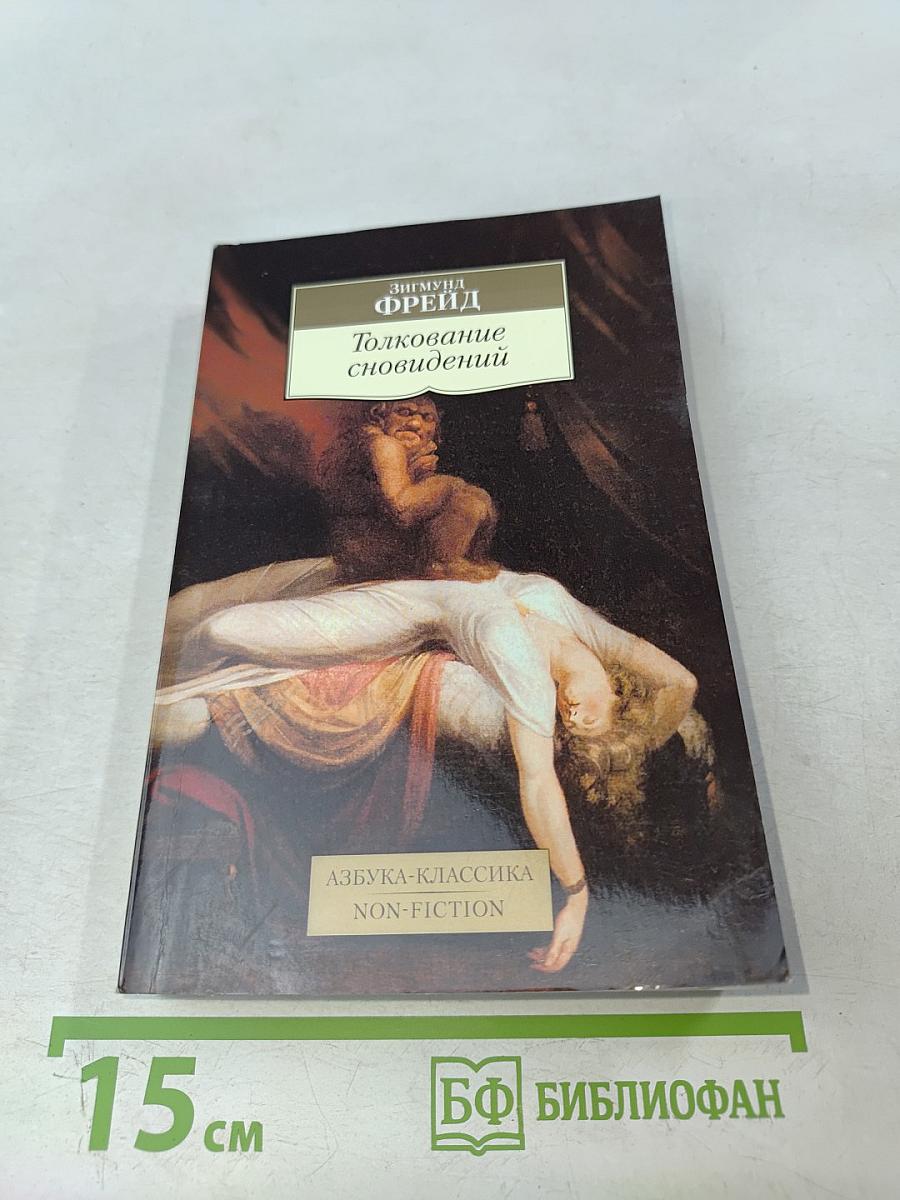 ЗИГМУНД
ФРЕЙД
Толкование
сновидений
АЗБУКА-КЛАССИКА
NON-FICTION
15 см
БФ БИБЛИОФАН